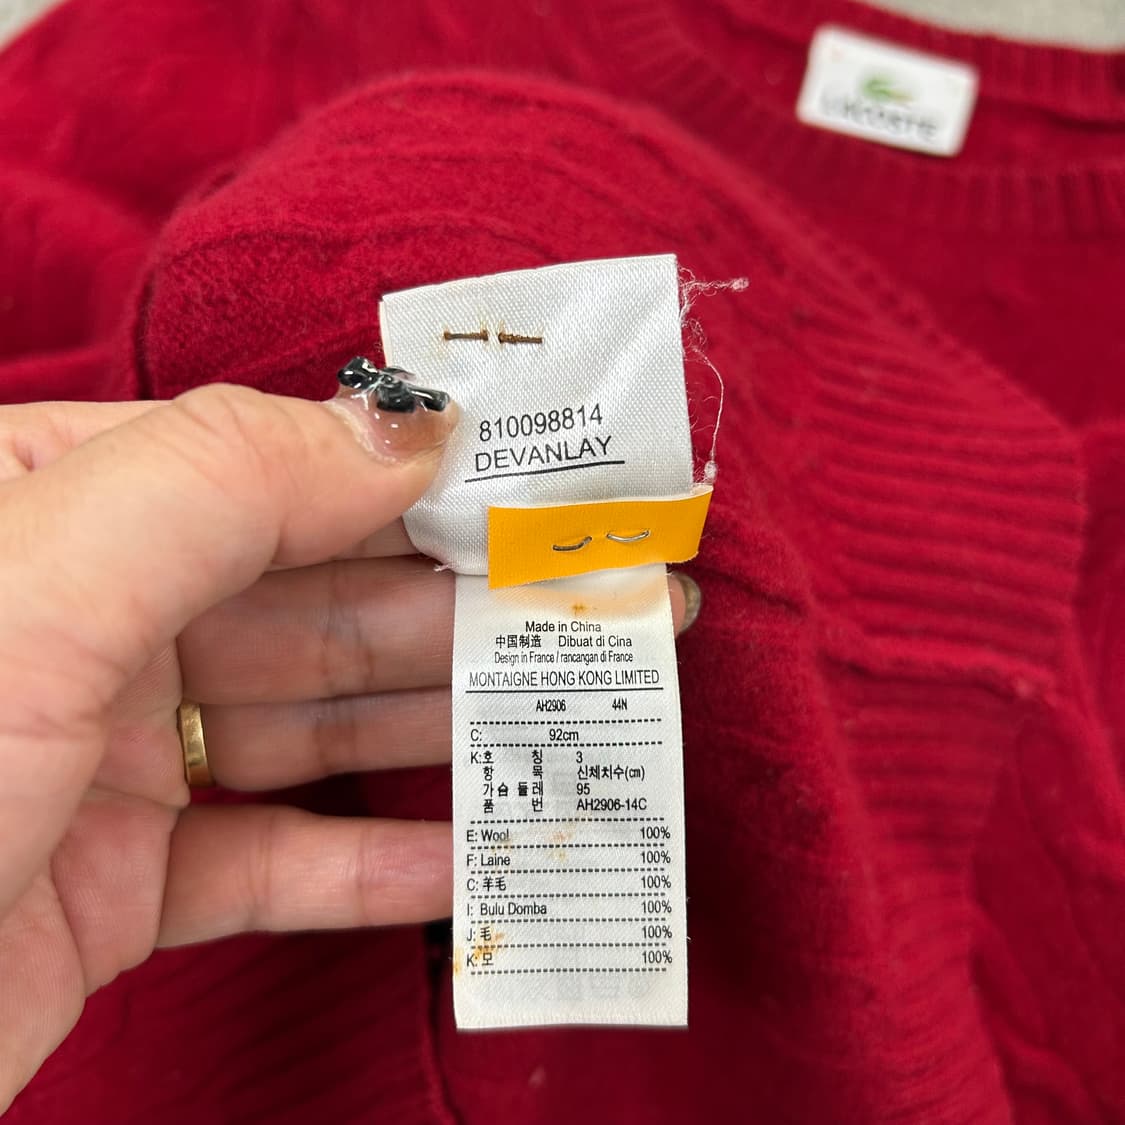 LACOSTE
810098814
DEVANLAY
Made in China
中国制造 Dibuat di Cina
Design in France / rancangan di France
MONTAIGNE HONG KONG LIMITED
AH2906 44N
C: 92cm
K:호 칭 3
항 목 신체치수(cm)
가슴 둘레 95
품 번 AH2906-14C
E: Wool 100%
F: Laine 100%
C: 羊毛 100%
I: Bulu Domba 100%
J: 毛 100%
K: 모 100%